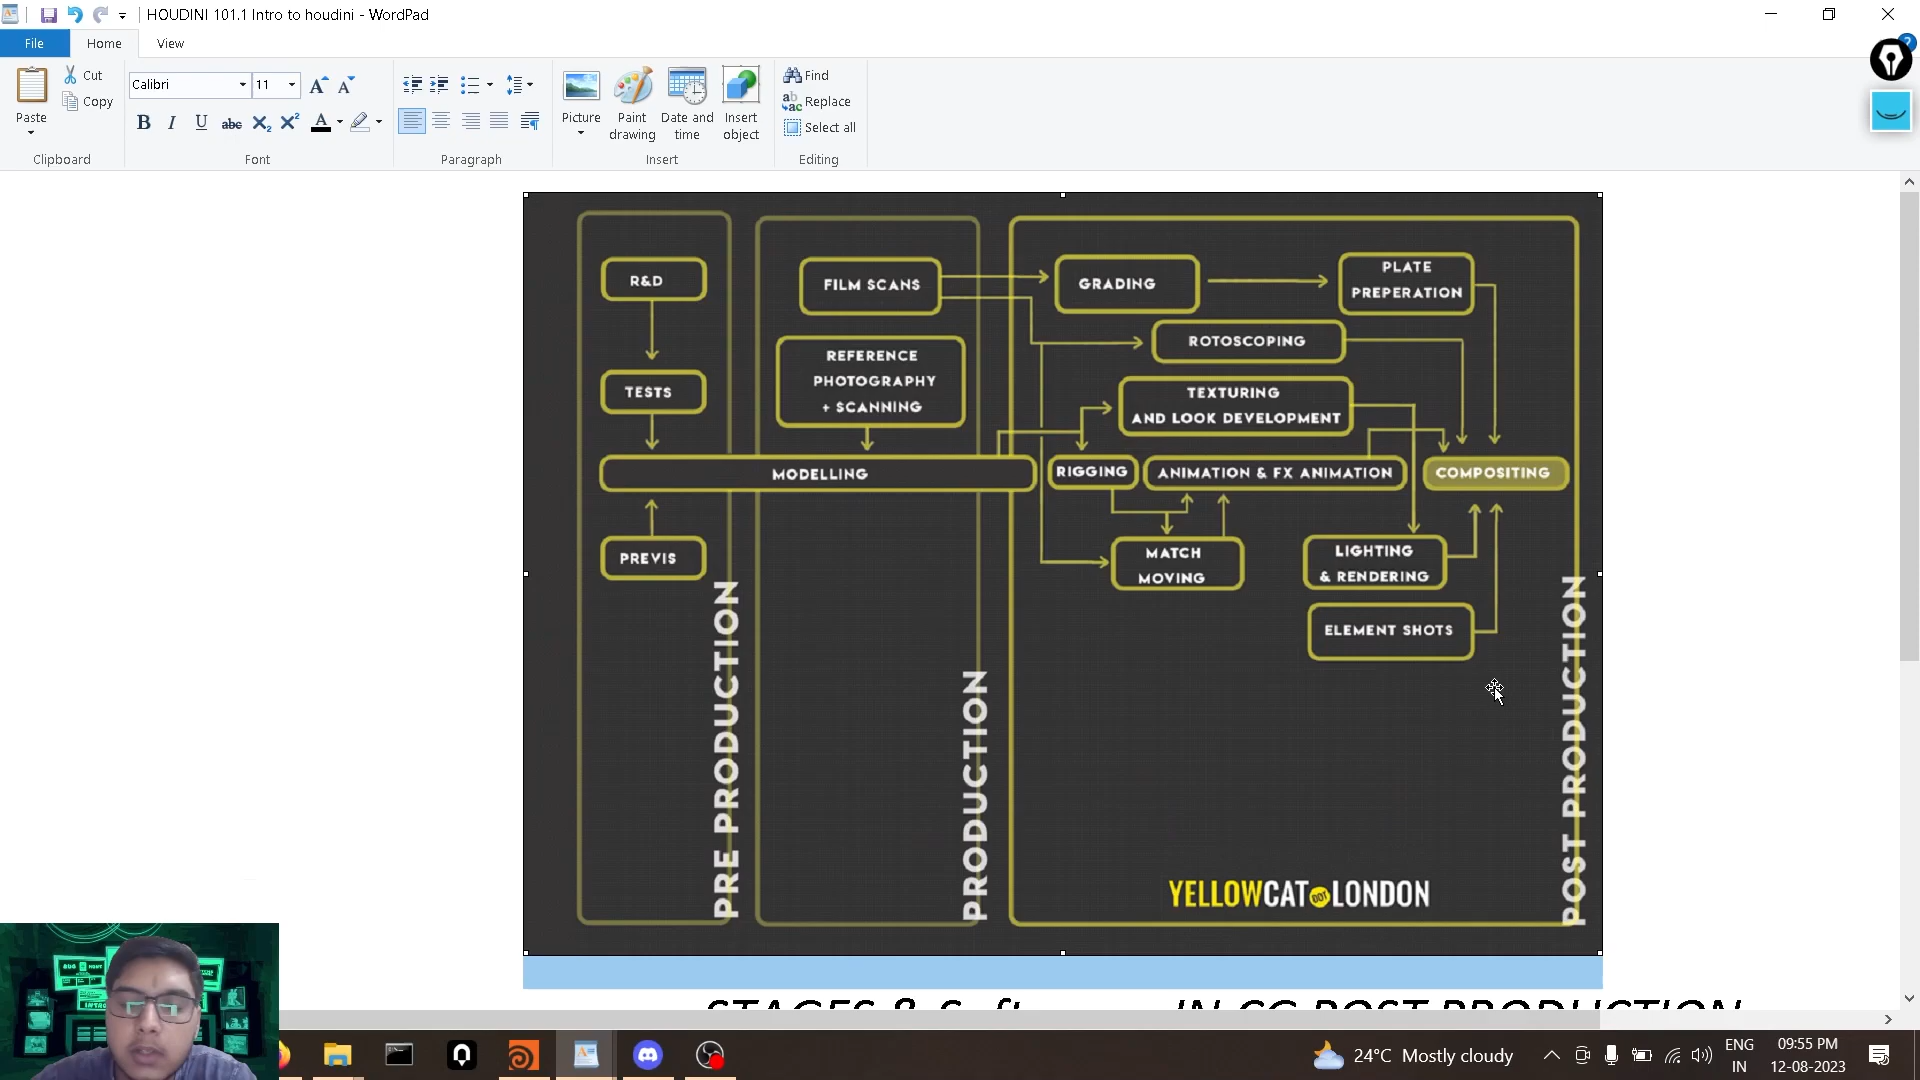 HOUDINI 101.1 Intro to houdini - WordPad
File
Home
View
Paste
Cut
Copy
Clipboard
Calibri
11
B I U abc X₂ X² A
Font
Paragraph
Picture
Paint drawing
Date and time
Insert object
Insert
Find
Replace
Select all
Editing
R&D
TESTS
PREVIS
PRE PRODUCTION
FILM SCANS
REFERENCE
PHOTOGRAPHY
+ SCANNING
MODELLING
PRODUCTION
GRADING
PLATE
PREPERATION
ROTOSCOPING
TEXTURING
AND LOOK DEVELOPMENT
RIGGING
ANIMATION & FX ANIMATION
COMPOSITING
MATCH
MOVING
LIGHTING
& RENDERING
ELEMENT SHOTS
POST PRODUCTION
YELLOWCAT DOT LONDON
24°C Mostly cloudy
ENG
IN
09:55 PM
12-08-2023